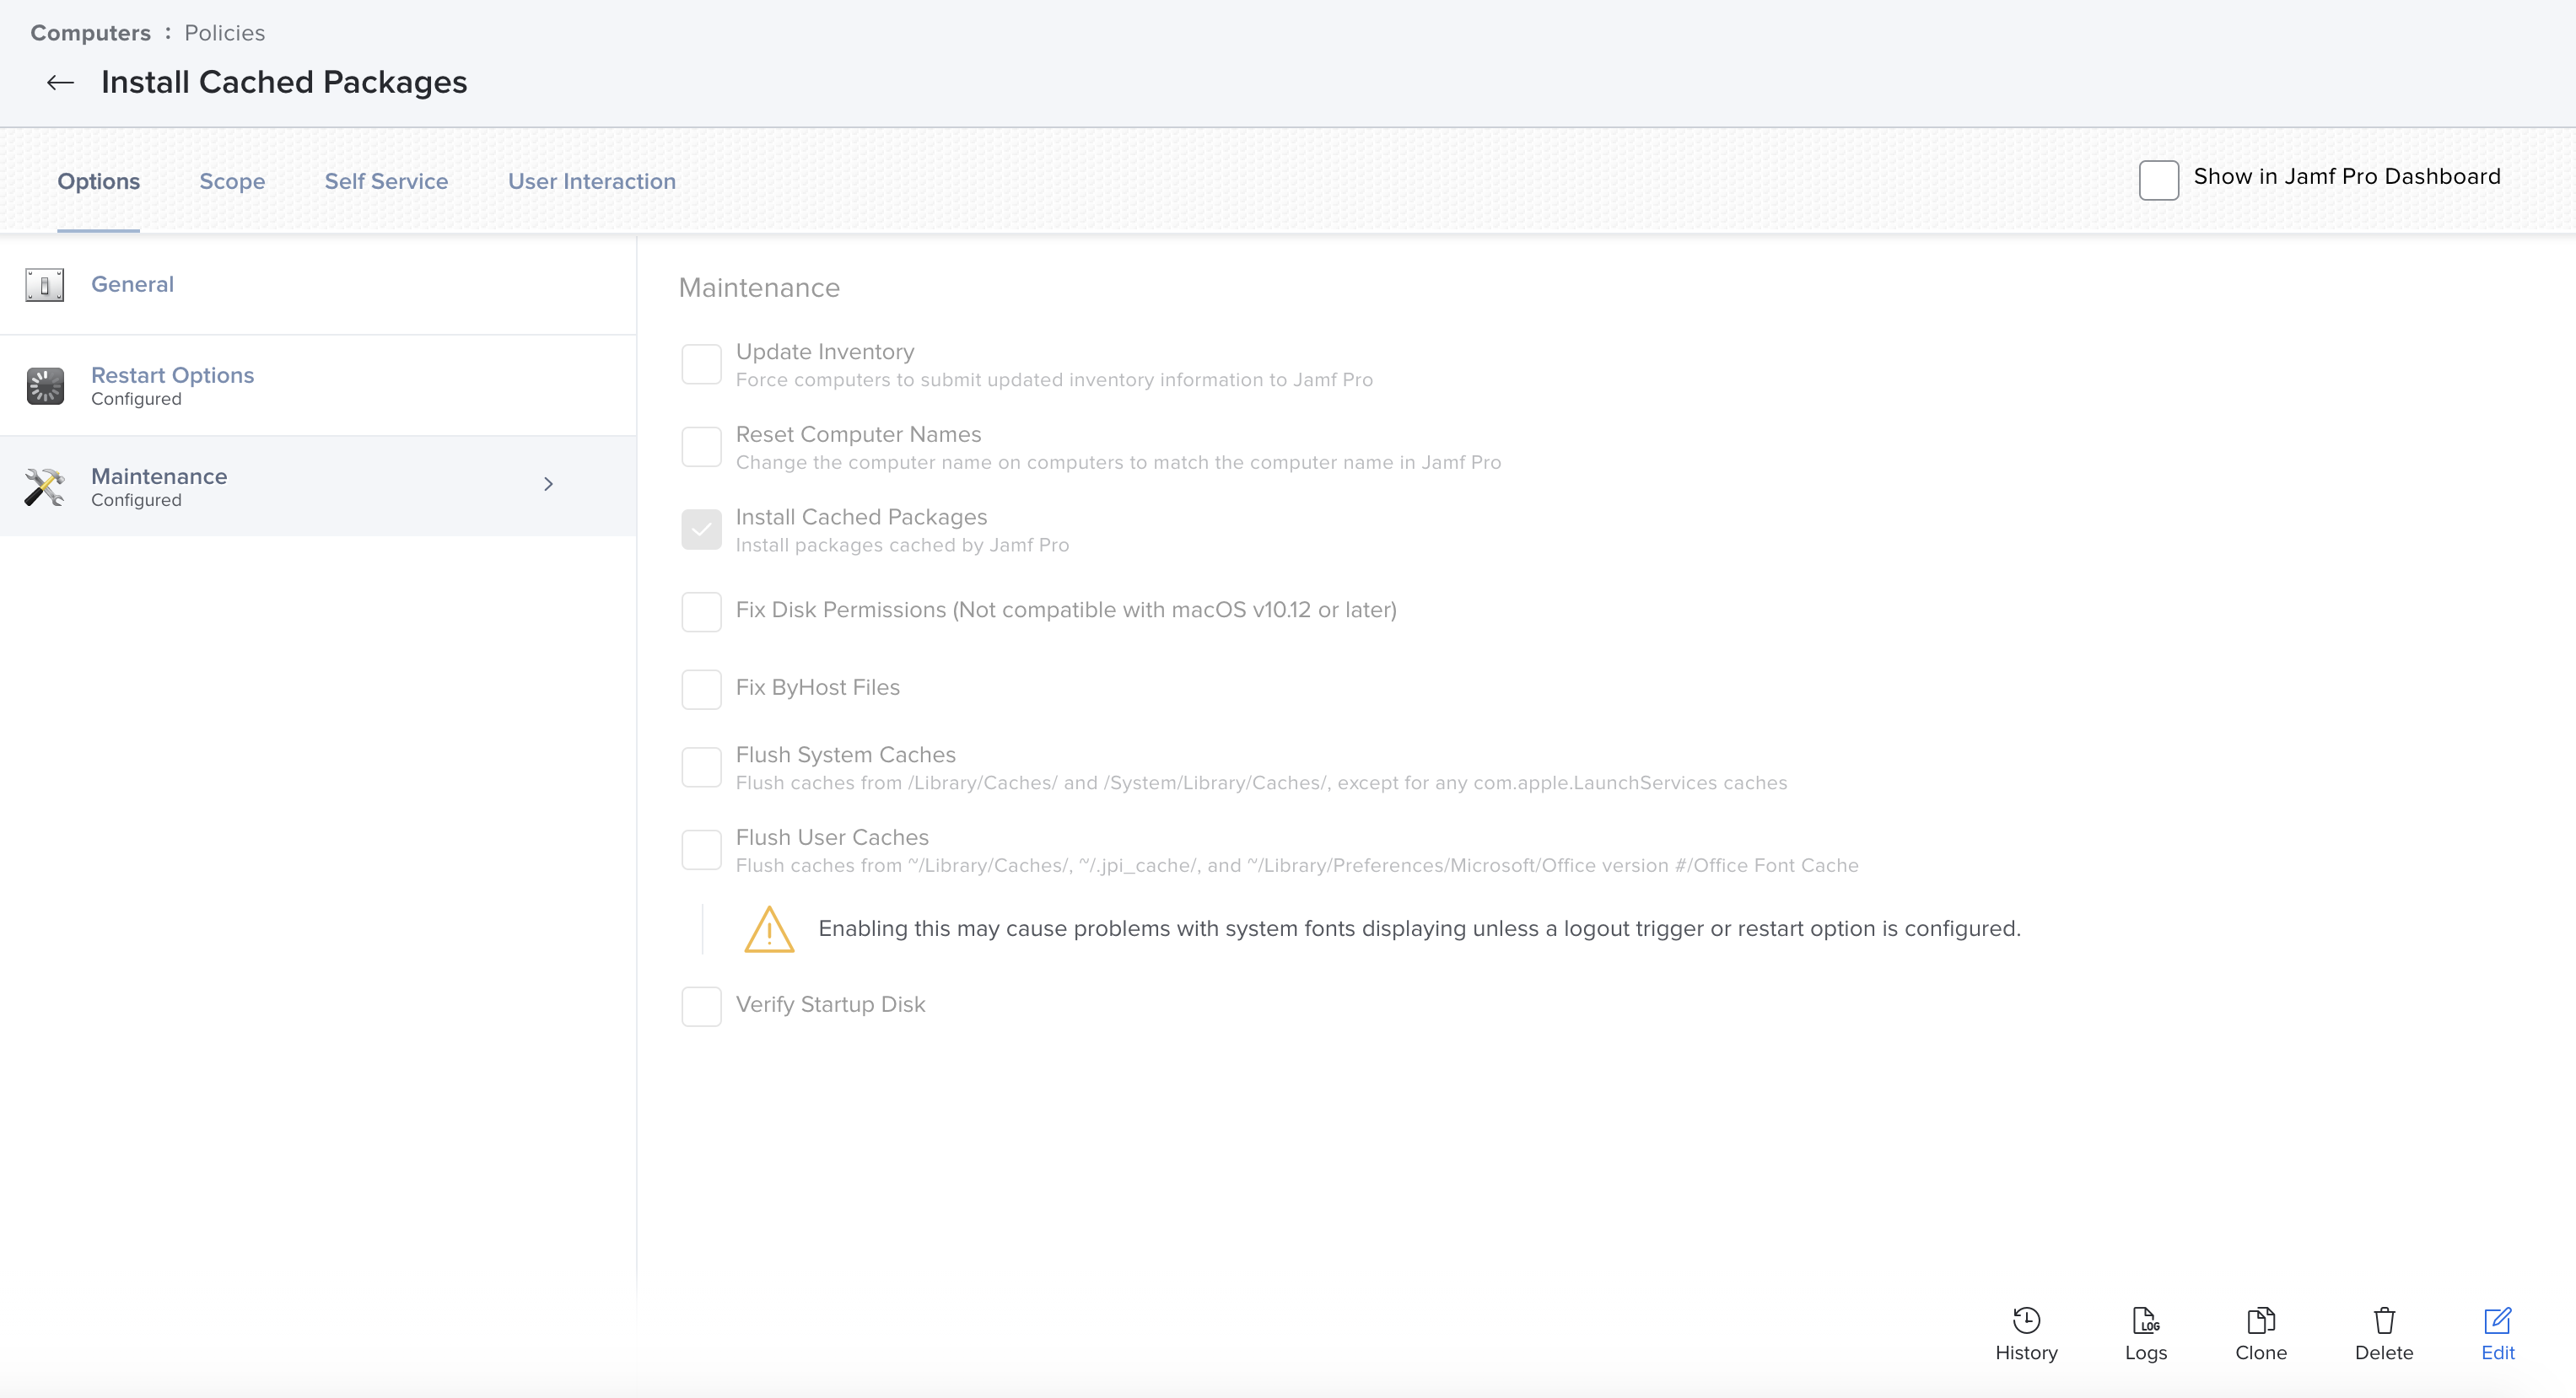 Computers : Policies
Install Cached Packages
Options Scope Self Service User Interaction
Show in Jamf Pro Dashboard
General
Restart Options
Configured
Maintenance
Configured
Maintenance
Update Inventory
Force computers to submit updated inventory information to Jamf Pro
Reset Computer Names
Change the computer name on computers to match the computer name in Jamf Pro
Install Cached Packages
Install packages cached by Jamf Pro
Fix Disk Permissions (Not compatible with macOS v10.12 or later)
Fix ByHost Files
Flush System Caches
Flush caches from /Library/Caches/ and /System/Library/Caches/, except for any com.apple.LaunchServices caches
Flush User Caches
Flush caches from ~/Library/Caches/, ~/.jpi_cache/, and ~/Library/Preferences/Microsoft/Office version #/Office Font Cache
Enabling this may cause problems with system fonts displaying unless a logout trigger or restart option is configured.
Verify Startup Disk
LOG
History Logs Clone Delete Edit